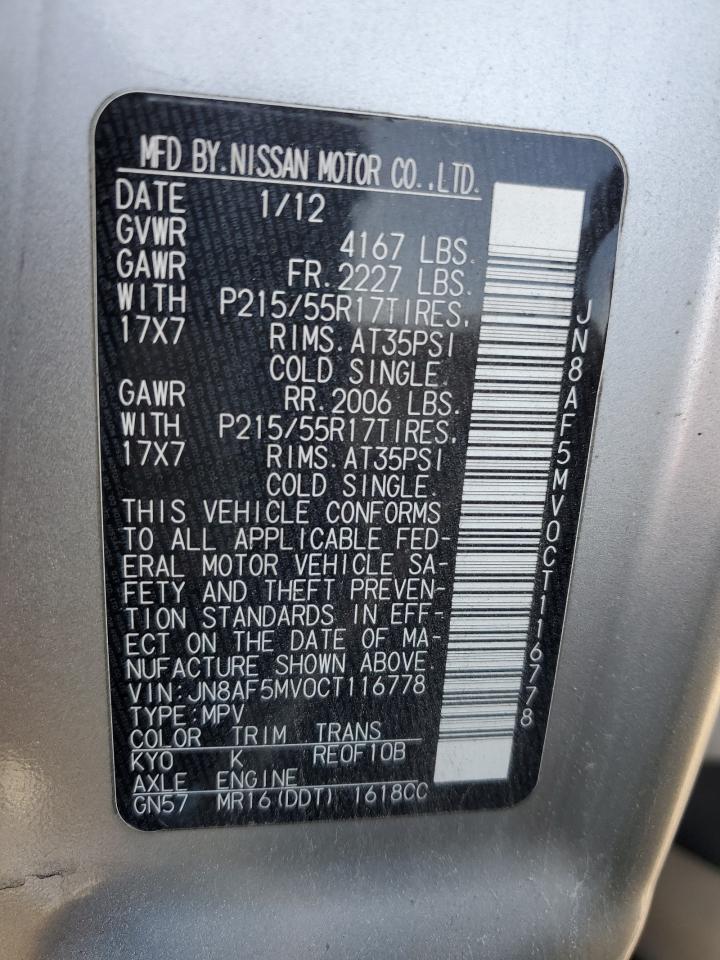 MFD BY. NISSAN MOTOR CO.,LTD.
DATE 1/12
GVWR 4167 LBS.
GAWR FR. 2227 LBS.
WITH P215/55R17TIRES,
17X7 RIMS. AT35PSI
COLD SINGLE.
GAWR RR. 2006 LBS.
WITH P215/55R17TIRES,
17X7 RIMS. AT35PSI
COLD SINGLE.
THIS VEHICLE CONFORMS
TO ALL APPLICABLE FED-
ERAL MOTOR VEHICLE SA-
FETY AND THEFT PREVEN-
TION STANDARDS IN EFF-
ECT ON THE DATE OF MA-
NUFACTURE SHOWN ABOVE.
VIN:JN8AF5MV0CT116778
TYPE:MPV
COLOR TRIM TRANS
KY0 K RE0F10B
AXLE ENGINE
GN57 MR16(DDT) 1618CC
JN8AF5MV0CT116778